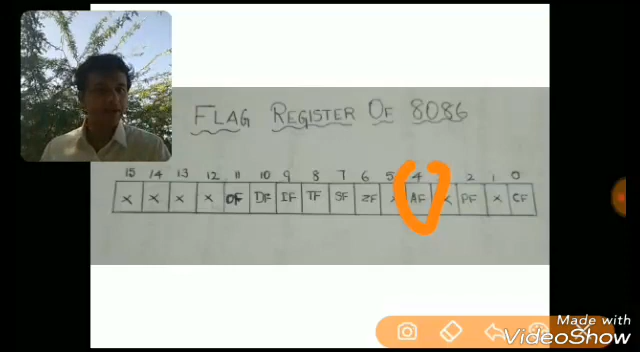 FLAG REGISTER OF 8086
15 14 13 12 11 10 9 8 7 6 5 4 2 1 0
X X X X OF DF IF TF SF ZF AF X PF X CF
Made with
VideoShow